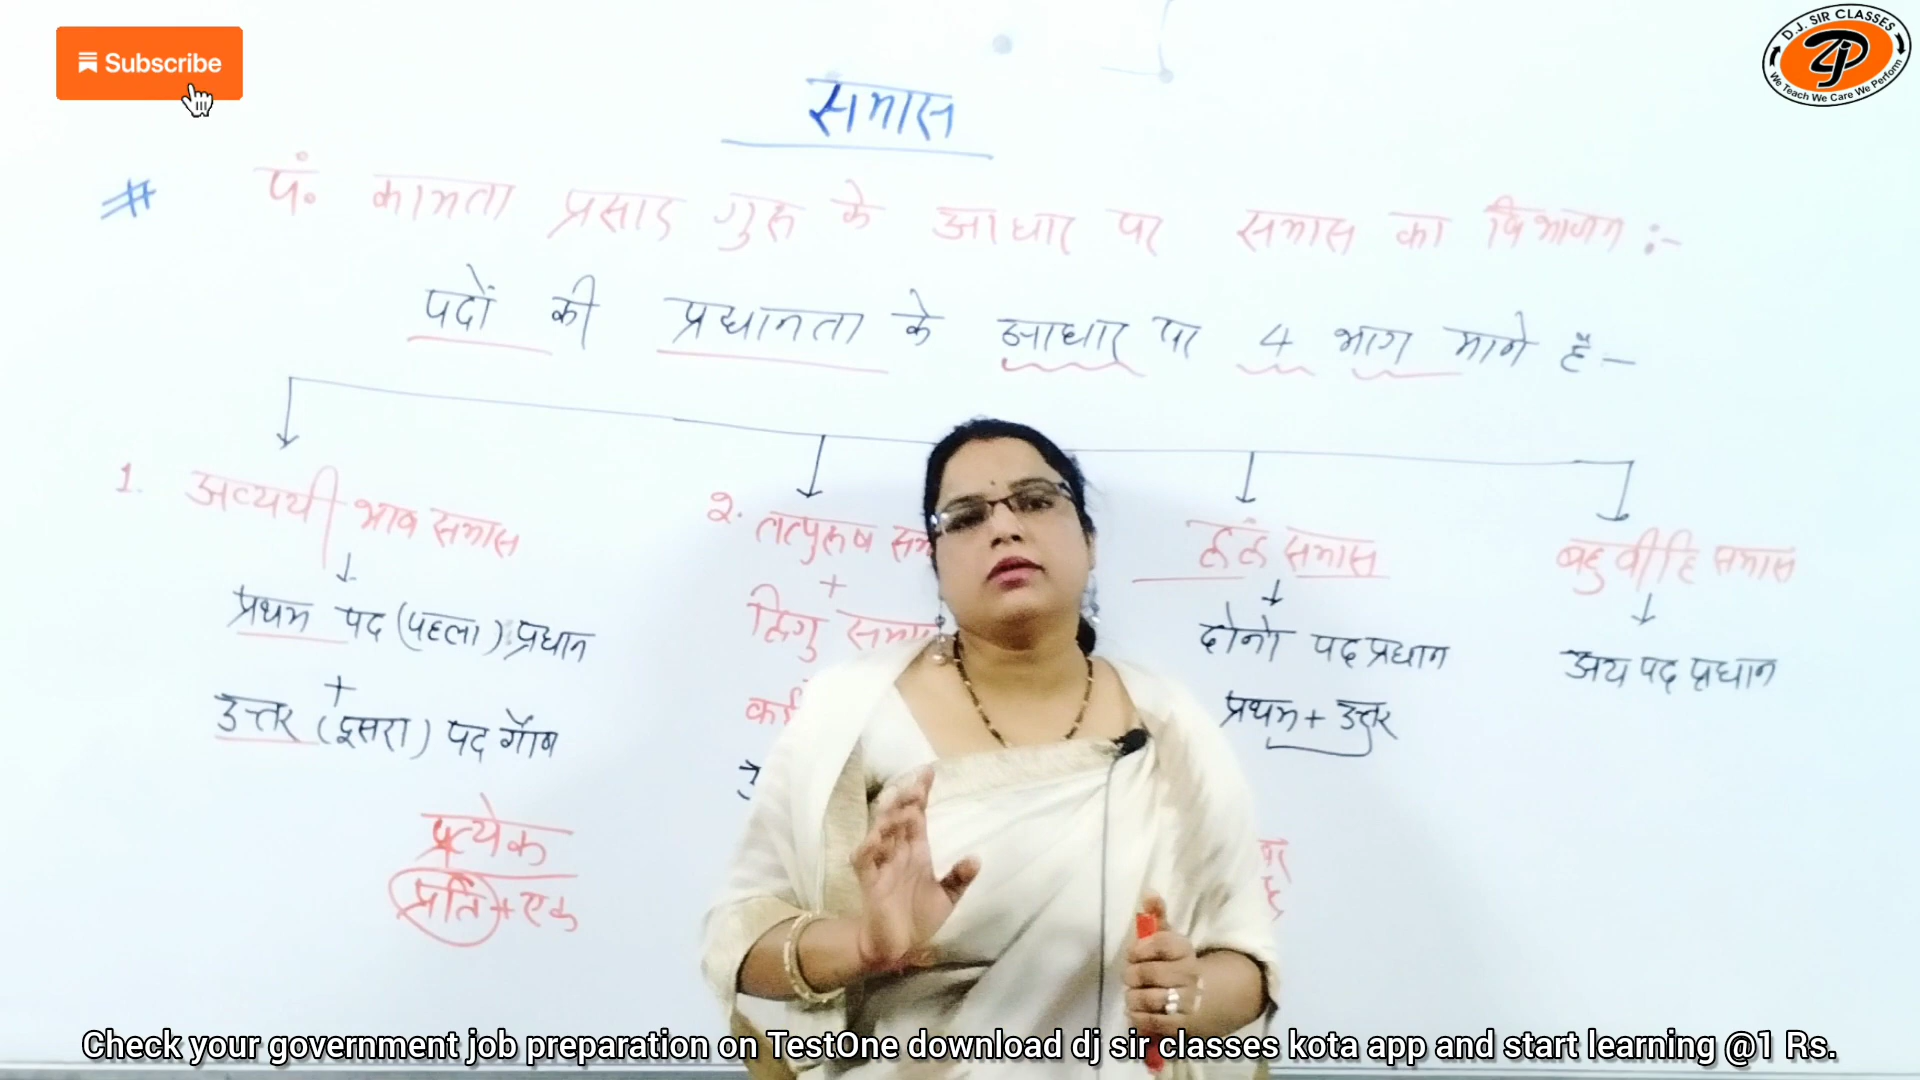 Subscribe
D.J. SIR CLASSES
We Teach We Care We Perform
समास
# पं. कामता प्रसाद गुरु के आधार पर समास का विभाजन :-
पदों की प्रधानता के आधार पर 4 भाग माने हैं –
1. अव्ययी भाव समास
प्रथम पद (पहला) प्रधान
+
उत्तर (दूसरा) पद गौण
प्रत्येक
प्रति + एक
2. तत्पुरुष
+
द्विगु
द्वंद्व समास
दोनों पद प्रधान
प्रथम + उत्तर
बहुव्रीहि समास
अन्य पद प्रधान
Check your government job preparation on TestOne download dj sir classes kota app and start learning @1 Rs.